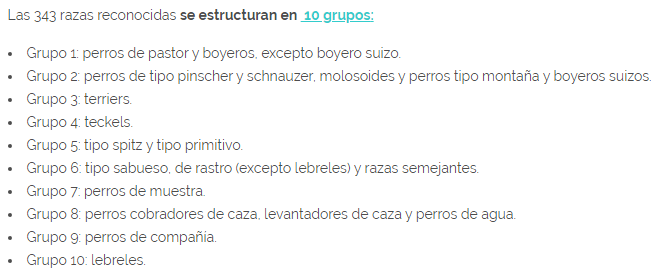 Las 343 razas reconocidas se estructuran en 10 grupos:
• Grupo 1: perros de pastor y boyeros, excepto boyero suizo.
• Grupo 2: perros de tipo pinscher y schnauzer, molosoides y perros tipo montaña y boyeros suizos.
• Grupo 3: terriers.
• Grupo 4: teckels.
• Grupo 5: tipo spitz y tipo primitivo.
• Grupo 6: tipo sabueso, de rastro (excepto lebreles) y razas semejantes.
• Grupo 7: perros de muestra.
• Grupo 8: perros cobradores de caza, levantadores de caza y perros de agua.
• Grupo 9: perros de compañía.
• Grupo 10: lebreles.